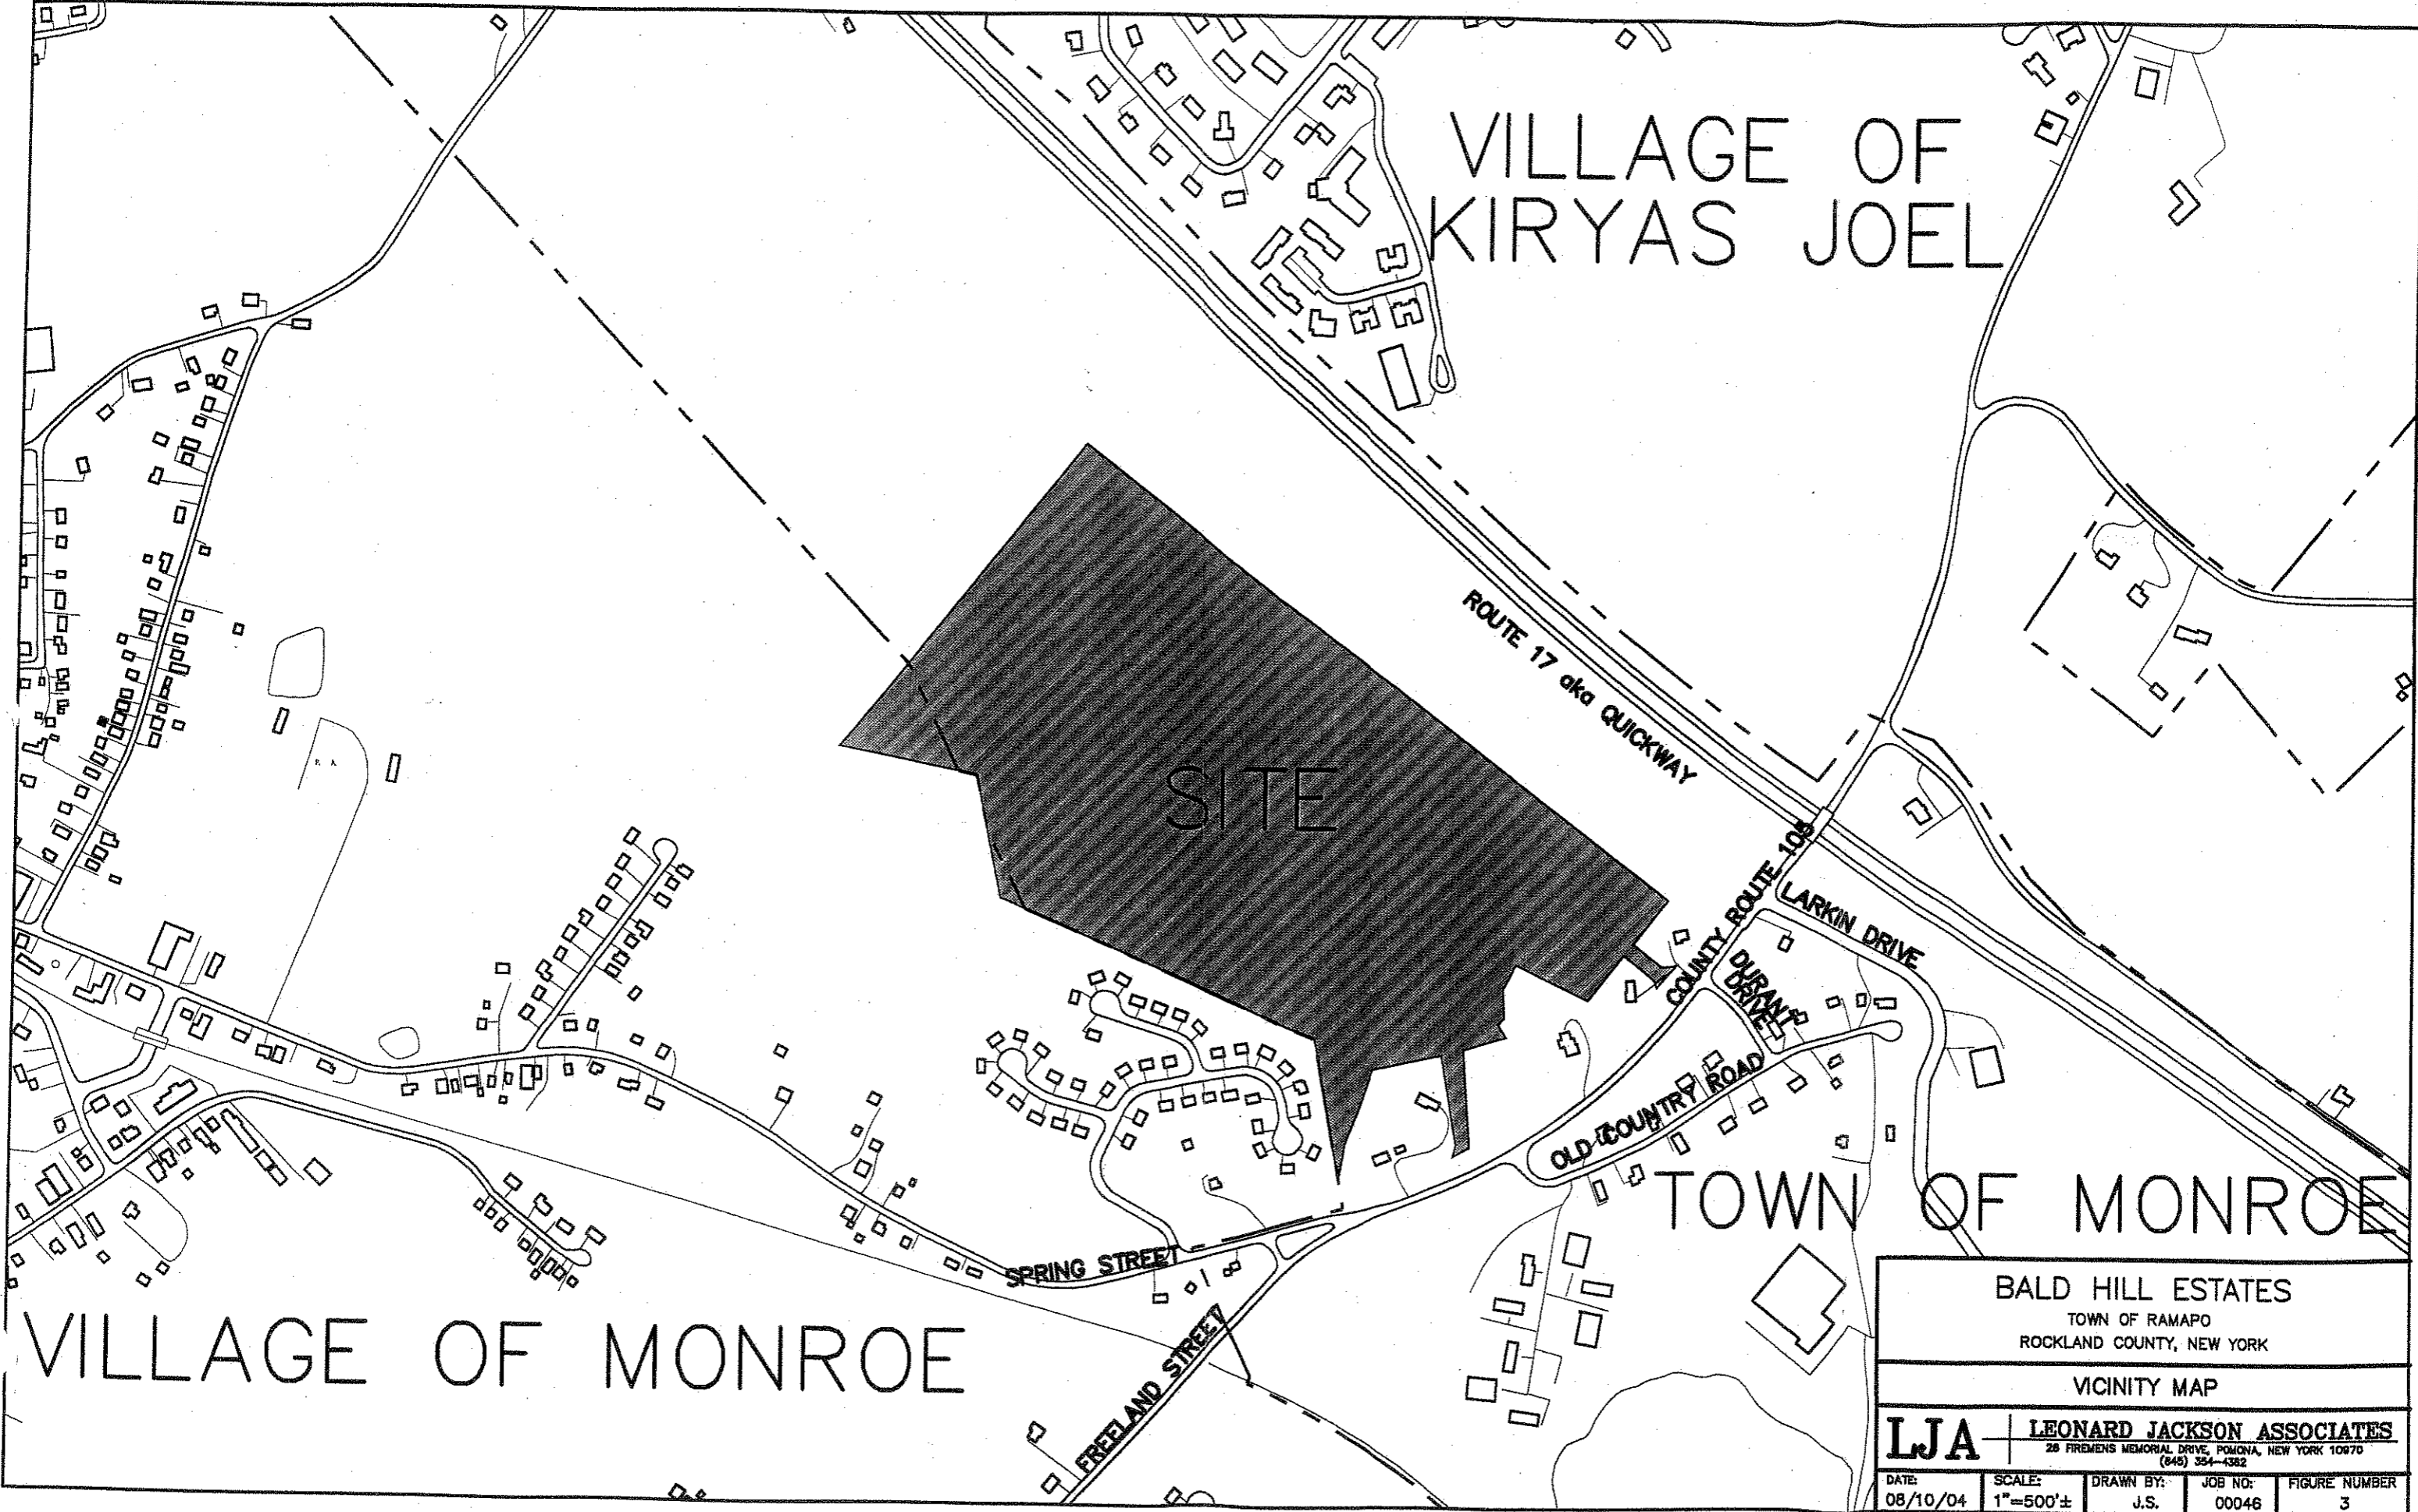 VILLAGE OF
KIRYAS JOEL
ROUTE 17 aka QUICKWAY
SITE
COUNTY ROUTE 105
LARKIN DRIVE
DURANT
DRIVE
OLD COUNTRY ROAD
TOWN OF MONROE
SPRING STREET
FREELAND STREET
VILLAGE OF MONROE
BALD HILL ESTATES
TOWN OF RAMAPO
ROCKLAND COUNTY, NEW YORK
VICINITY MAP
LJA
LEONARD JACKSON ASSOCIATES
26 FIREMENS MEMORIAL DRIVE, POMONA, NEW YORK 10970
(845) 354-4382
DATE: SCALE: DRAWN BY: JOB NO: FIGURE NUMBER
08/10/04 1"=500'± J.S. 00046 3